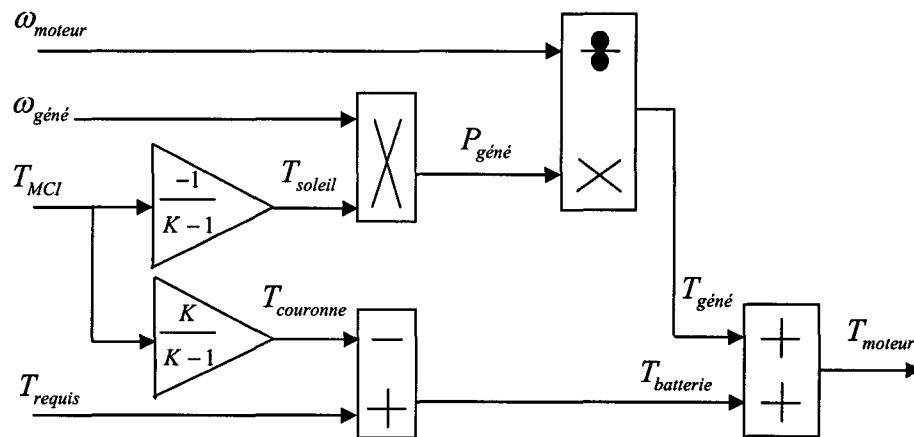 ω_moteur
ω_géné
P_géné
T_MCI
-1
K - 1
T_soleil
K
K - 1
T_couronne
T_géné
T_requis
T_batterie
T_moteur